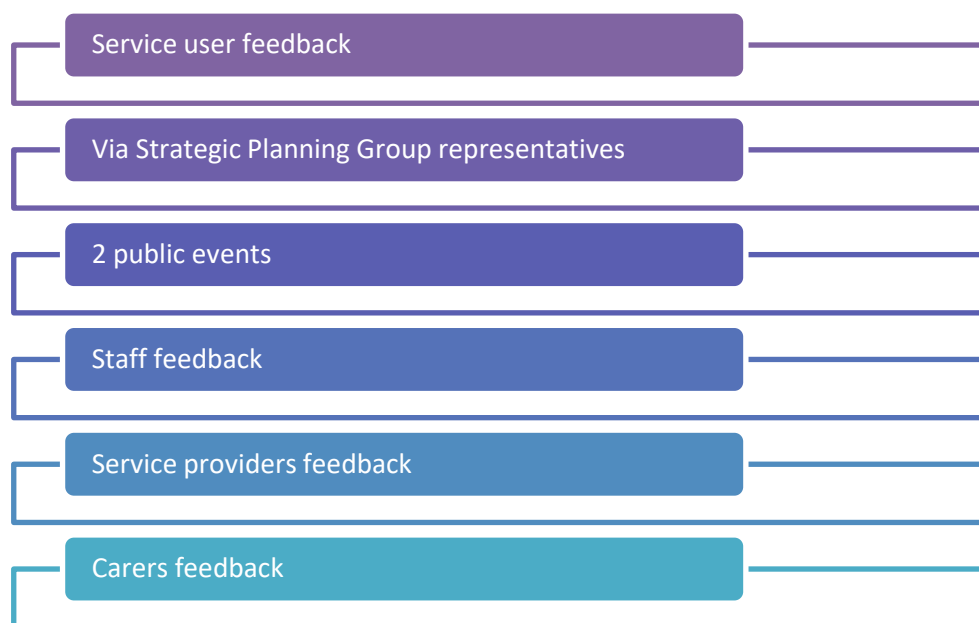 Service user feedback
Via Strategic Planning Group representatives
2 public events
Staff feedback
Service providers feedback
Carers feedback